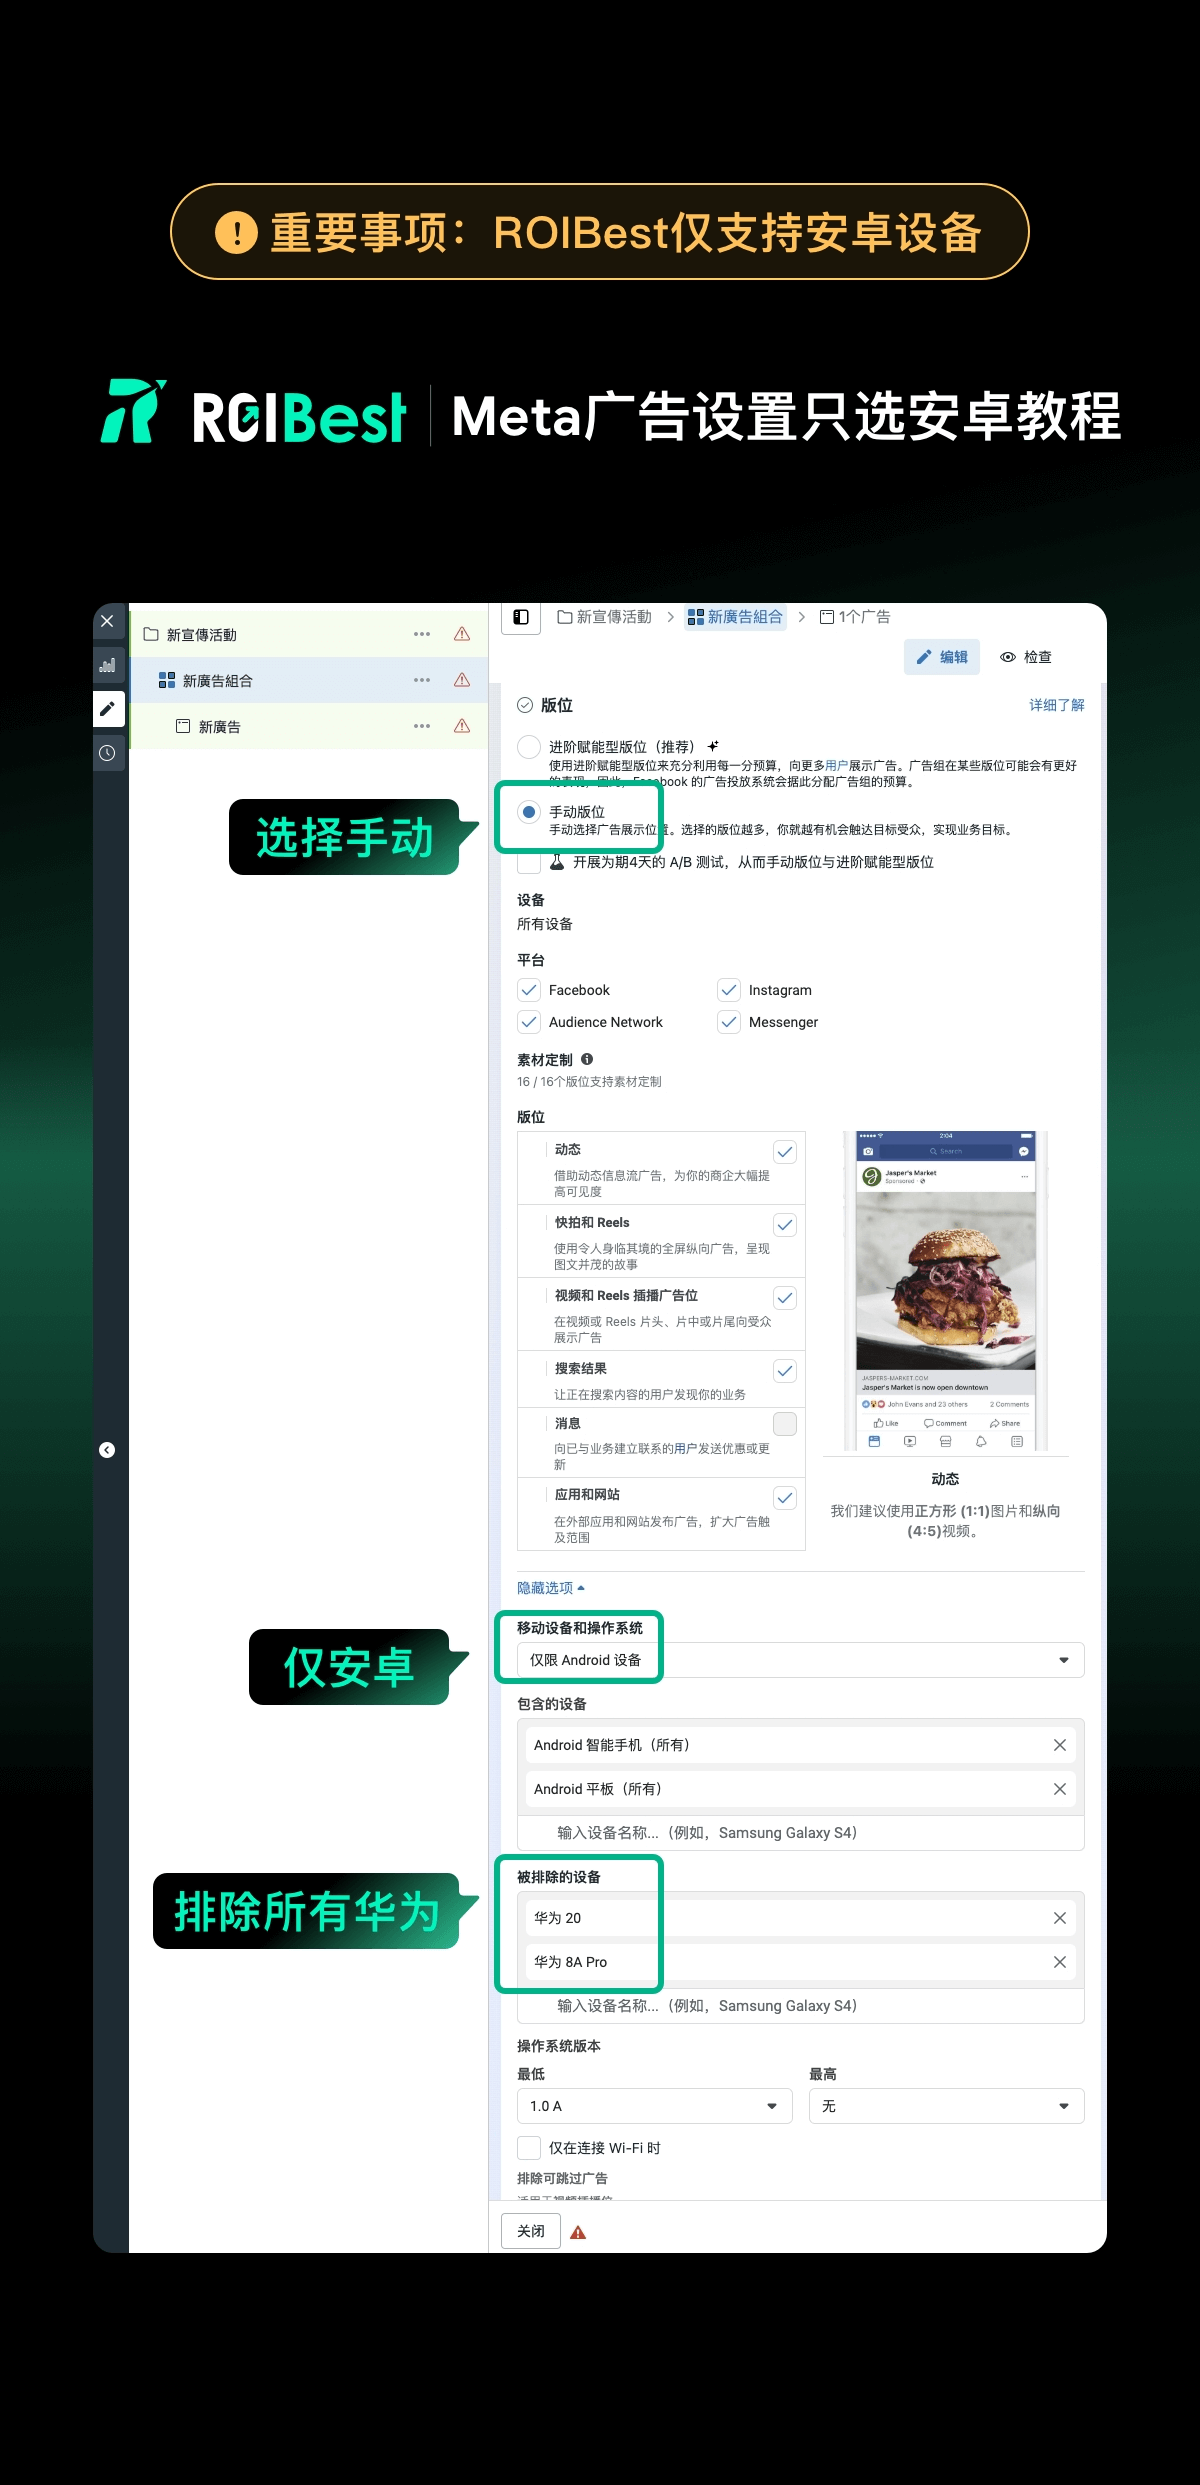 重要事项：ROIBest仅支持安卓设备
ROIBest
Meta广告设置只选安卓教程
新宣傳活動
新廣告組合
新廣告
新宣傳活動
新廣告組合
1个广告
编辑
检查
版位
详细了解
进阶赋能型版位（推荐）
使用进阶赋能型版位来充分利用每一分预算，向更多用户展示广告。广告组在某些版位可能会有更好
的表现，因此，Facebook 的广告投放系统会据此分配广告组的预算。
选择手动
手动版位
手动选择广告展示位置。选择的版位越多，你就越有机会触达目标受众，实现业务目标。
开展为期4天的 A/B 测试，从而手动版位与进阶赋能型版位
设备
所有设备
平台
Facebook
Instagram
Audience Network
Messenger
素材定制
16 / 16个版位支持素材定制
版位
动态
借助动态信息流广告，为你的商企大幅提
高可见度
快拍和 Reels
使用令人身临其境的全屏纵向广告，呈现
图文并茂的故事
视频和 Reels 插播广告位
在视频或 Reels 片头、片中或片尾向受众
展示广告
搜索结果
让正在搜索内容的用户发现你的业务
消息
向已与业务建立联系的用户发送优惠或更
新
应用和网站
在外部应用和网站发布广告，扩大广告触
及范围
2:04
Search
Jasper's Market
Sponsored
JASPERS-MARKET.COM
Jasper's Market is now open downtown
John Evans and 23 others
2 Comments
Like
Comment
Share
动态
我们建议使用正方形 (1:1)图片和纵向
(4:5)视频。
隐藏选项
仅安卓
移动设备和操作系统
仅限 Android 设备
包含的设备
Android 智能手机（所有）
Android 平板（所有）
输入设备名称...（例如，Samsung Galaxy S4）
排除所有华为
被排除的设备
华为 20
华为 8A Pro
输入设备名称...（例如，Samsung Galaxy S4）
操作系统版本
最低
最高
1.0 A
无
仅在连接 Wi-Fi 时
排除可跳过广告
关闭